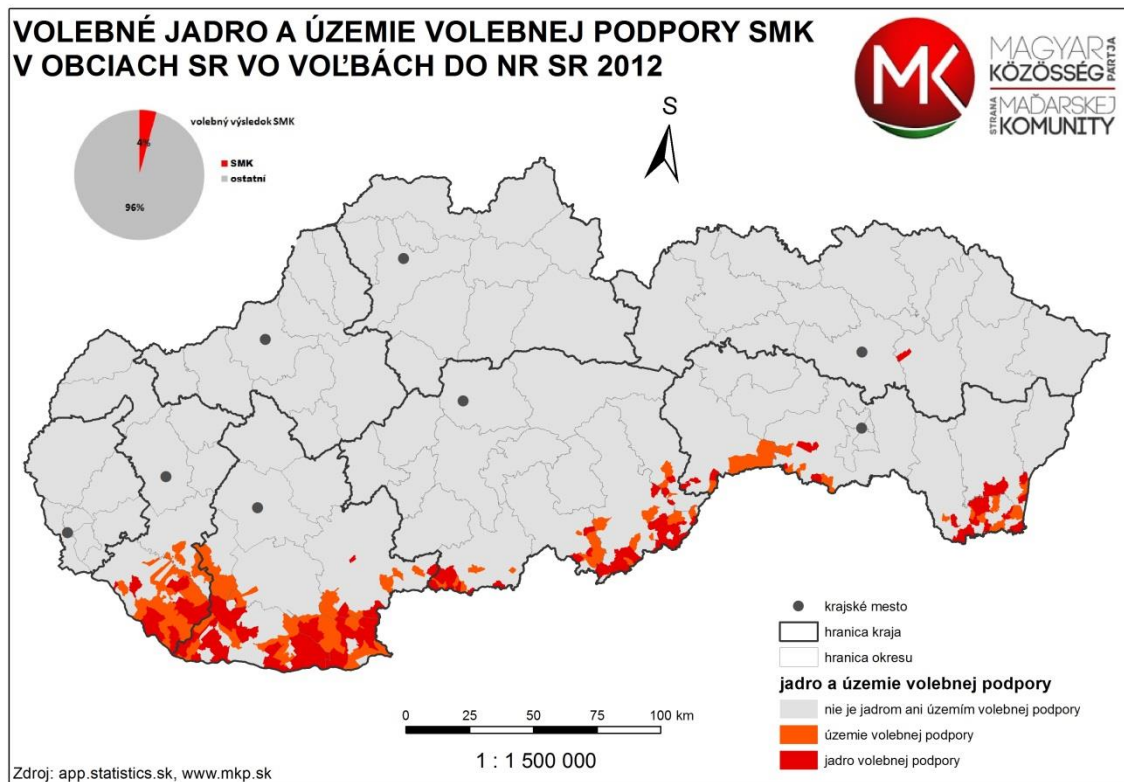 VOLEBNÉ JADRO A ÚZEMIE VOLEBNEJ PODPORY SMK
V OBCIACH SR VO VOĽBÁCH DO NR SR 2012
MK
MAGYAR
KÖZÖSSÉG
PÁRTJA
STRANA
MAĎARSKEJ
KOMUNITY
S
volebný výsledok SMK
4%
SMK
ostatní
96%
krajské mesto
hranica kraja
hranica okresu
jadro a územie volebnej podpory
nie je jadrom ani územím volebnej podpory
územie volebnej podpory
jadro volebnej podpory
0 25 50 75 100 km
1 : 1 500 000
Zdroj: app.statistics.sk, www.mkp.sk